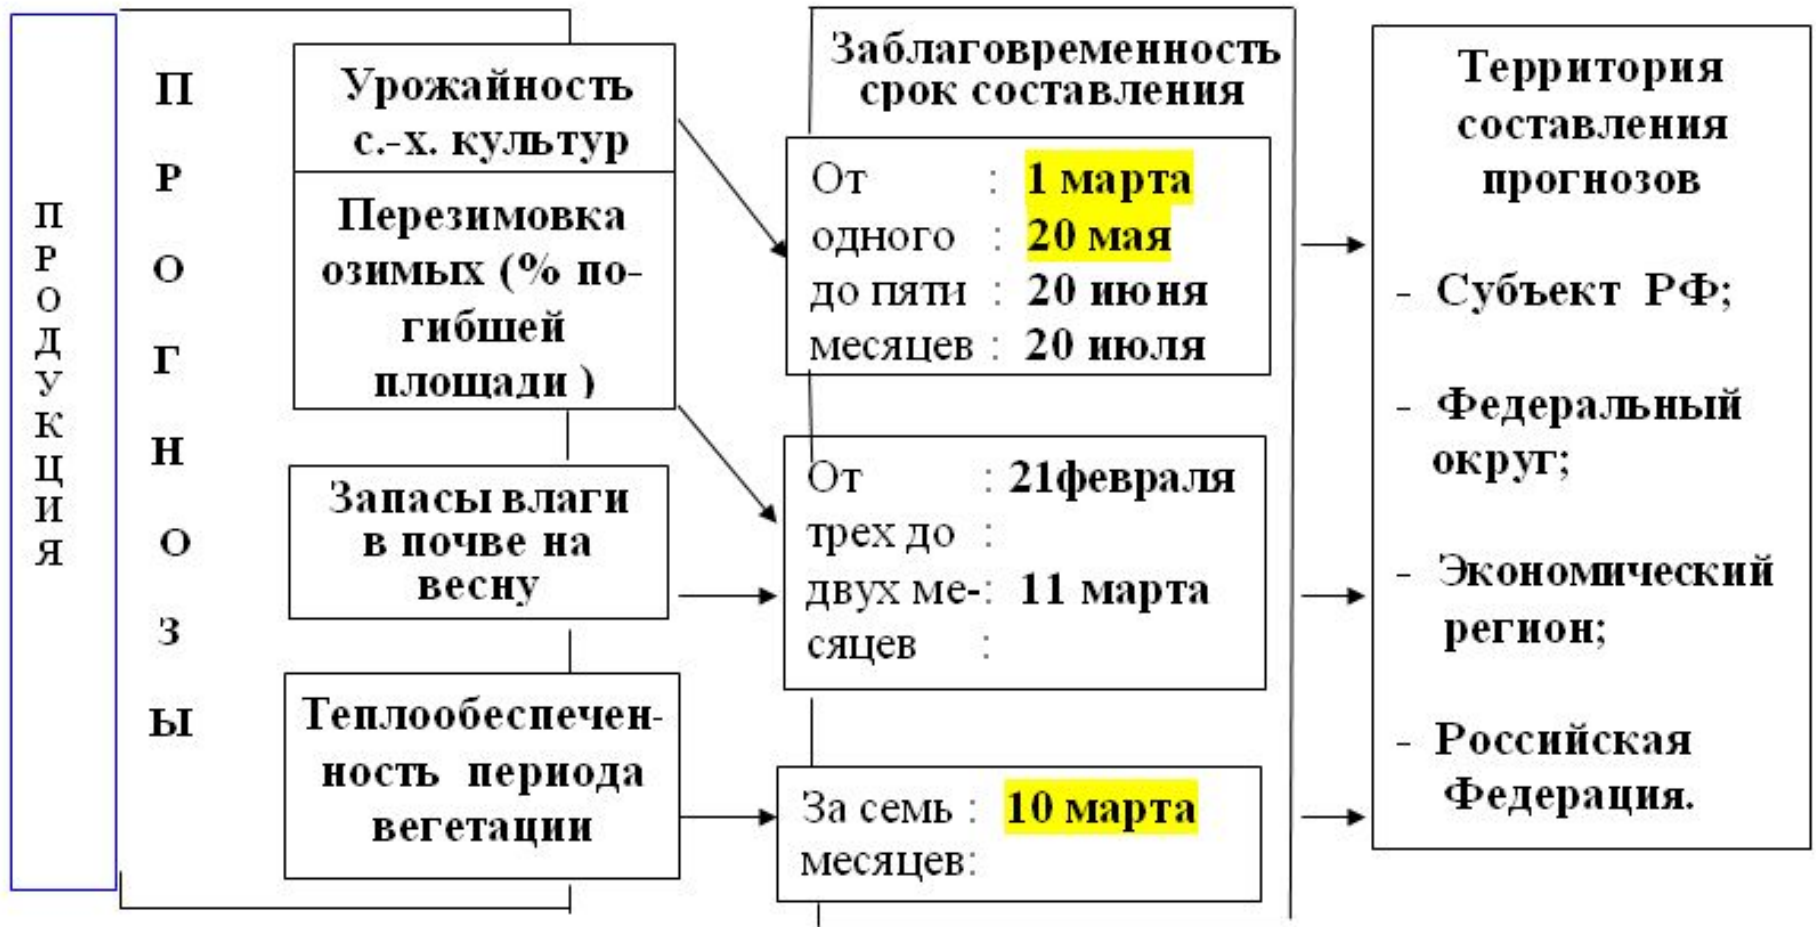 ПРОДУКЦИЯ
ПРОГНОЗЫ
Урожайность
с.-х. культур
Перезимовка
озимых (% по-
гибшей
площади )
Запасы влаги
в почве на
весну
Теплообеспечен-
ность периода
вегетации
Заблаговременность
срок составления
От : 1 марта
одного : 20 мая
до пяти : 20 июня
месяцев : 20 июля
От : 21февраля
трех до :
двух ме-: 11 марта
сяцев :
За семь : 10 марта
месяцев:
Территория
составления
прогнозов
- Субъект РФ;
- Федеральный
округ;
- Экономический
регион;
- Российская
Федерация.